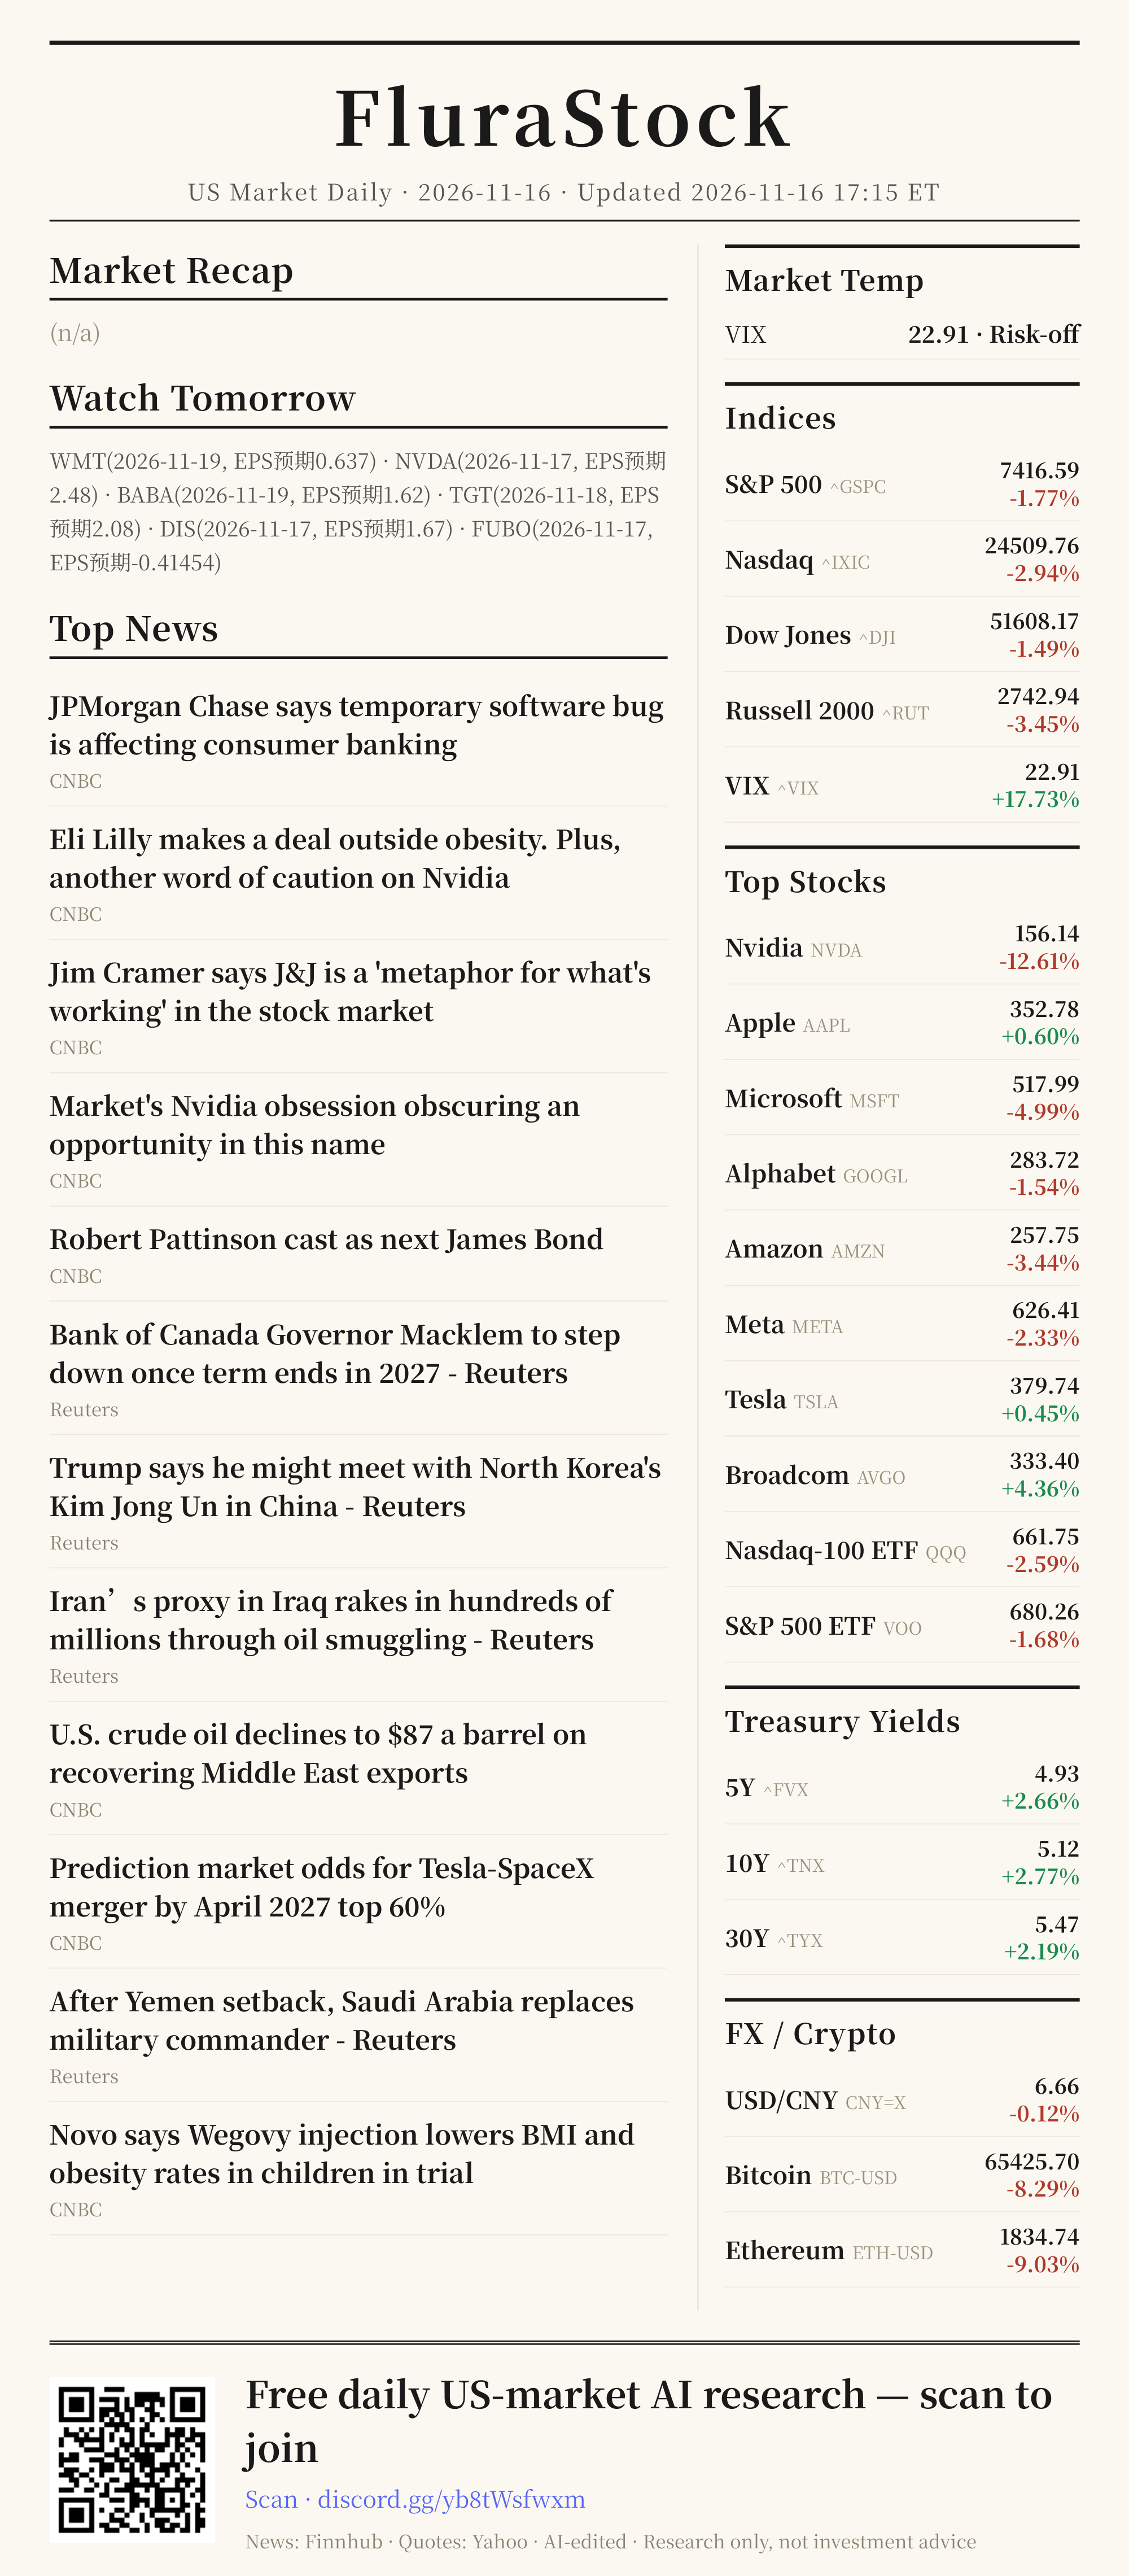 FluraStock
US Market Daily · 2026-11-16 · Updated 2026-11-16 17:15 ET
Market Recap
(n/a)
Watch Tomorrow
WMT(2026-11-19, EPS预期0.637) · NVDA(2026-11-17, EPS预期
2.48) · BABA(2026-11-19, EPS预期1.62) · TGT(2026-11-18, EPS
预期2.08) · DIS(2026-11-17, EPS预期1.67) · FUBO(2026-11-17,
EPS预期-0.41454)
Top News
JPMorgan Chase says temporary software bug
is affecting consumer banking
CNBC
Eli Lilly makes a deal outside obesity. Plus,
another word of caution on Nvidia
CNBC
Jim Cramer says J&J is a 'metaphor for what's
working' in the stock market
CNBC
Market's Nvidia obsession obscuring an
opportunity in this name
CNBC
Robert Pattinson cast as next James Bond
CNBC
Bank of Canada Governor Macklem to step
down once term ends in 2027 - Reuters
Reuters
Trump says he might meet with North Korea's
Kim Jong Un in China - Reuters
Reuters
Iran’s proxy in Iraq rakes in hundreds of
millions through oil smuggling - Reuters
Reuters
U.S. crude oil declines to $87 a barrel on
recovering Middle East exports
CNBC
Prediction market odds for Tesla-SpaceX
merger by April 2027 top 60%
CNBC
After Yemen setback, Saudi Arabia replaces
military commander - Reuters
Reuters
Novo says Wegovy injection lowers BMI and
obesity rates in children in trial
CNBC
Market Temp
VIX 22.91 · Risk-off
Indices
S&P 500 ^GSPC 7416.59
-1.77%
Nasdaq ^IXIC 24509.76
-2.94%
Dow Jones ^DJI 51608.17
-1.49%
Russell 2000 ^RUT 2742.94
-3.45%
VIX ^VIX 22.91
+17.73%
Top Stocks
Nvidia NVDA 156.14
-12.61%
Apple AAPL 352.78
+0.60%
Microsoft MSFT 517.99
-4.99%
Alphabet GOOGL 283.72
-1.54%
Amazon AMZN 257.75
-3.44%
Meta META 626.41
-2.33%
Tesla TSLA 379.74
+0.45%
Broadcom AVGO 333.40
+4.36%
Nasdaq-100 ETF QQQ 661.75
-2.59%
S&P 500 ETF VOO 680.26
-1.68%
Treasury Yields
5Y ^FVX 4.93
+2.66%
10Y ^TNX 5.12
+2.77%
30Y ^TYX 5.47
+2.19%
FX / Crypto
USD/CNY CNY=X 6.66
-0.12%
Bitcoin BTC-USD 65425.70
-8.29%
Ethereum ETH-USD 1834.74
-9.03%
Free daily US-market AI research — scan to
join
Scan · discord.gg/yb8tWsfwxm
News: Finnhub · Quotes: Yahoo · AI-edited · Research only, not investment advice